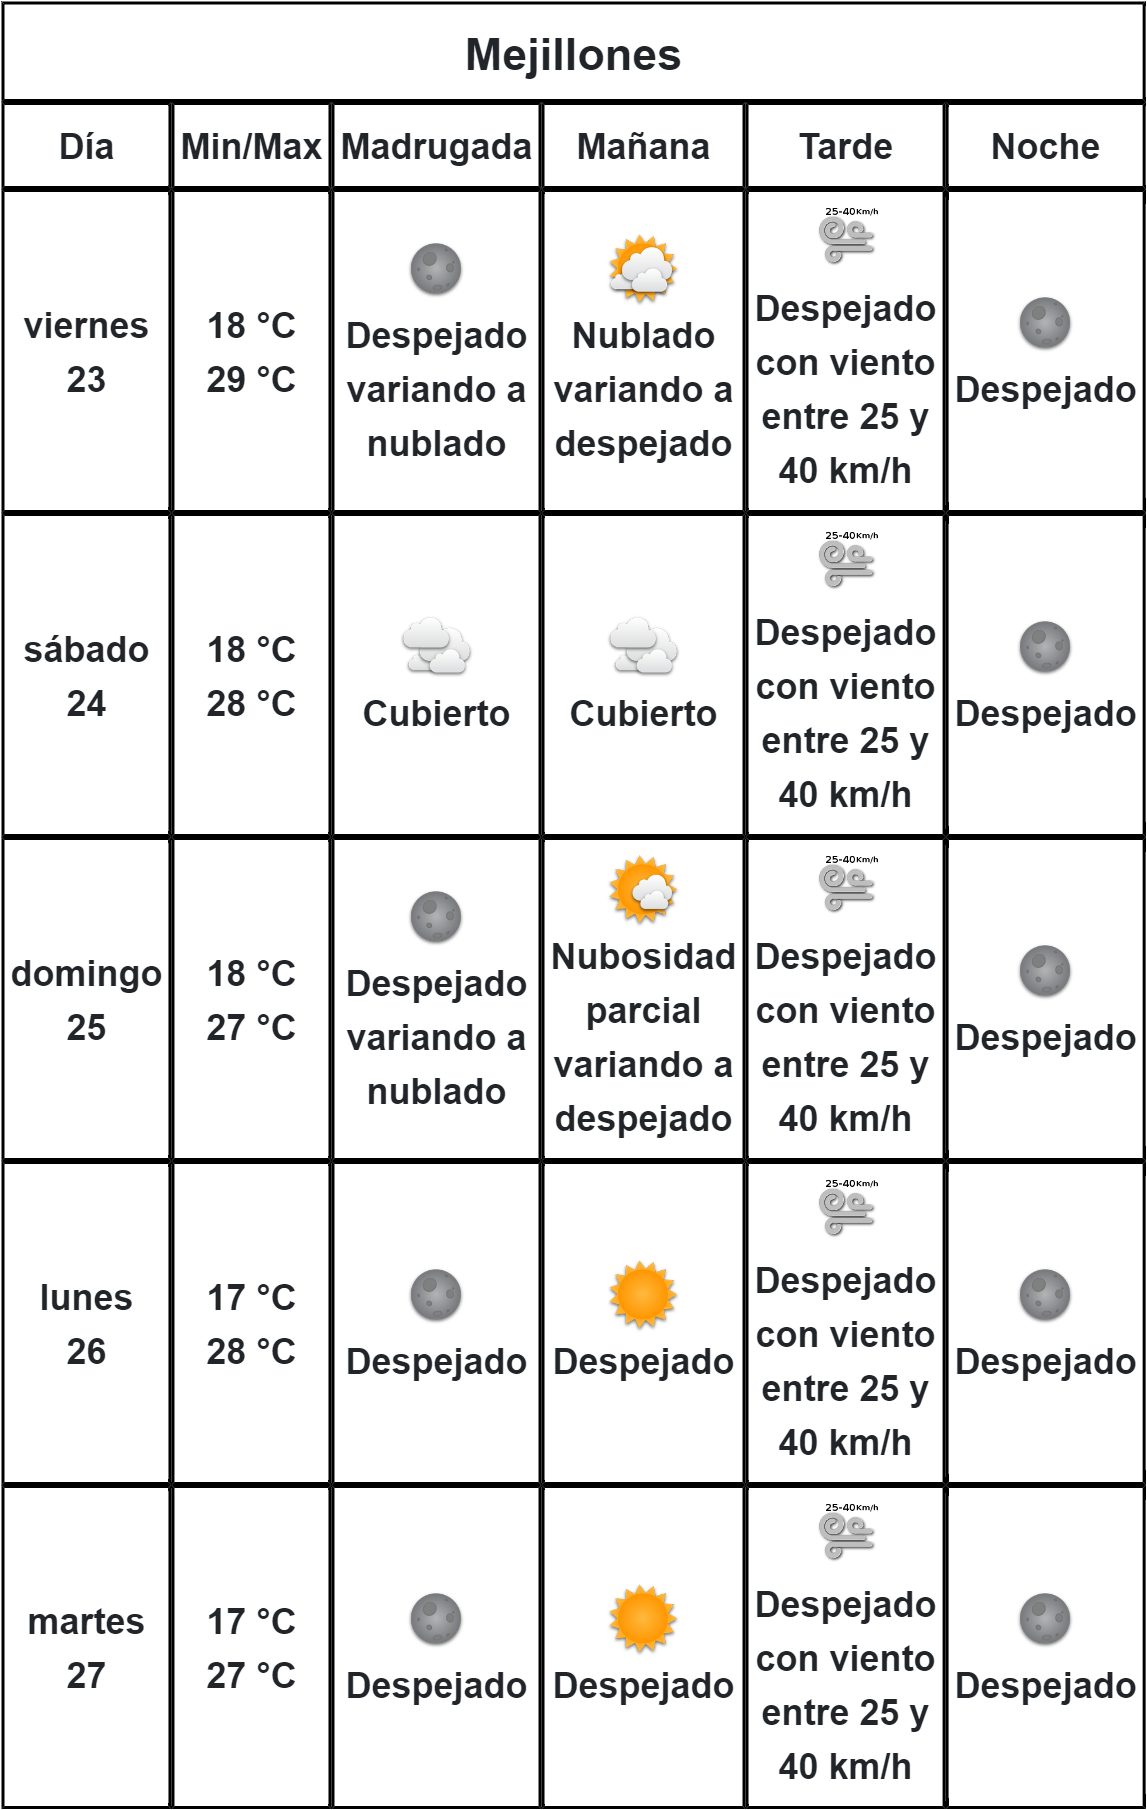 Mejillones
Día
Min/Max
Madrugada
Mañana
Tarde
Noche
viernes
23
18 °C
29 °C
Despejado
variando a
nublado
Nublado
variando a
despejado
25-40Km/h
Despejado
con viento
entre 25 y
40 km/h
Despejado
sábado
24
18 °C
28 °C
Cubierto
Cubierto
25-40Km/h
Despejado
con viento
entre 25 y
40 km/h
Despejado
domingo
25
18 °C
27 °C
Despejado
variando a
nublado
Nubosidad
parcial
variando a
despejado
25-40Km/h
Despejado
con viento
entre 25 y
40 km/h
Despejado
lunes
26
17 °C
28 °C
Despejado
Despejado
25-40Km/h
Despejado
con viento
entre 25 y
40 km/h
Despejado
martes
27
17 °C
27 °C
Despejado
Despejado
25-40Km/h
Despejado
con viento
entre 25 y
40 km/h
Despejado